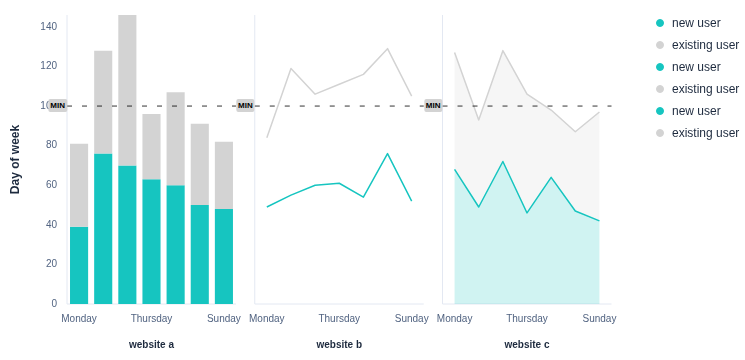 140
120
100
80
60
40
20
0
Day of week
MIN
MIN
MIN
Monday Thursday Sunday
Monday Thursday Sunday
Monday Thursday Sunday
website a
website b
website c
new user
existing user
new user
existing user
new user
existing user